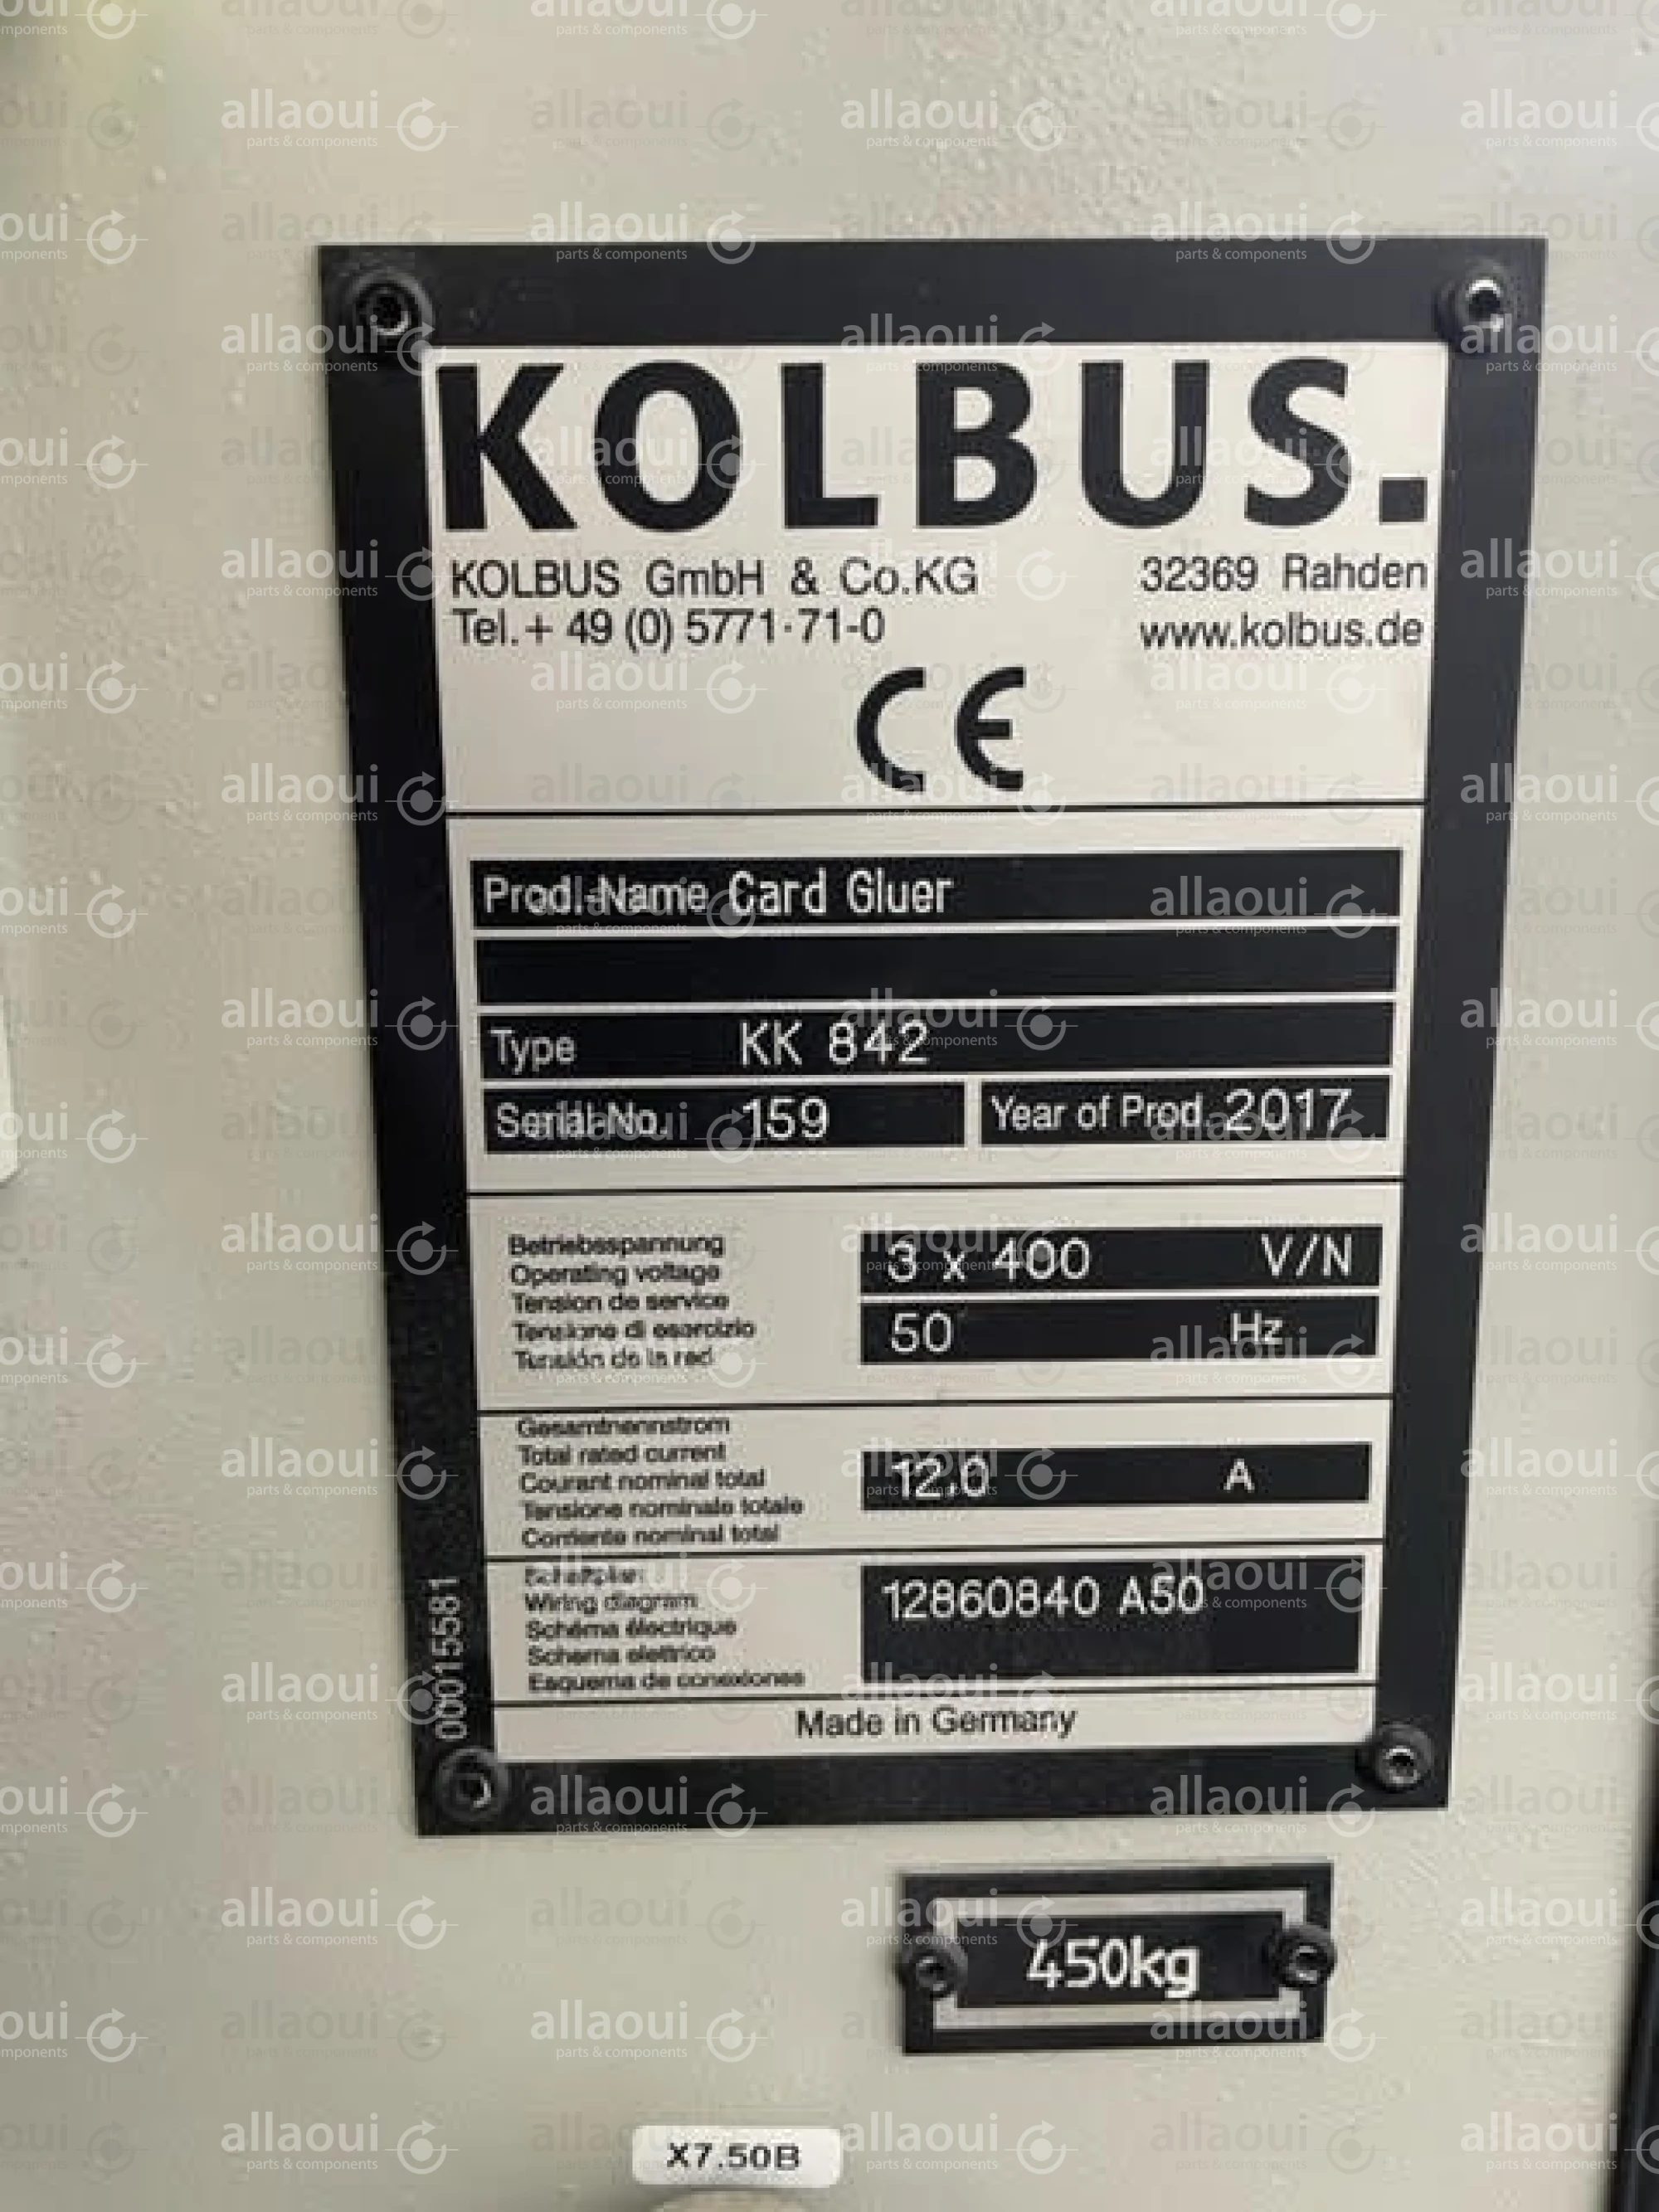 KOLBUS.
KOLBUS GmbH & Co.KG 32369 Rahden
Tel.+ 49 (0) 5771·71-0 www.kolbus.de
CE
Prod.-Name Card Gluer
Type KK 842
Serial-No. 159 Year of Prod. 2017
Betriebsspannung
Operating voltage
Tension de service
Tensione di esercizio
Tensión de la red
3 x 400 V/N
50 Hz
Gesamtnennstrom
Total rated current
Courant nominal total
Tensione nominale totale
Corriente nominal total
12.0 A
Schaltplan
Wiring diagram
Schéma électrique
Schema elettrico
Esquema de conexiones
12860840 A50
Made in Germany
00015581
450kg
X7.50B
allaoui
parts & components